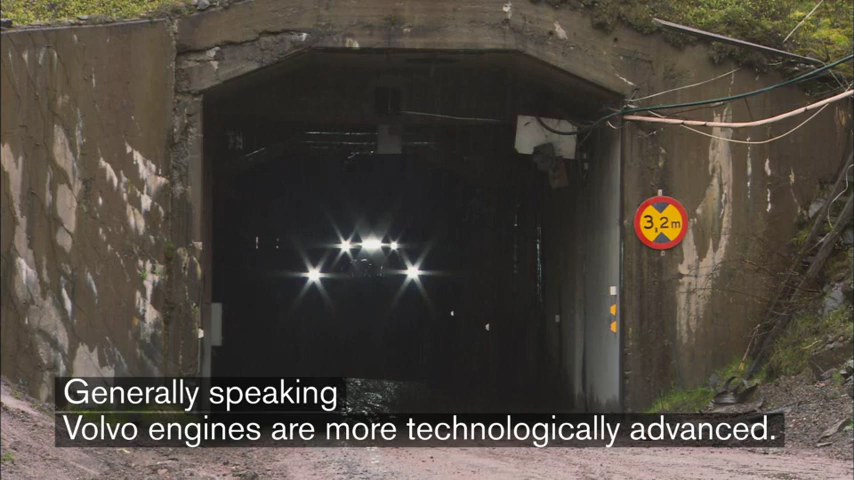 3,2m
Generally speaking
Volvo engines are more technologically advanced.